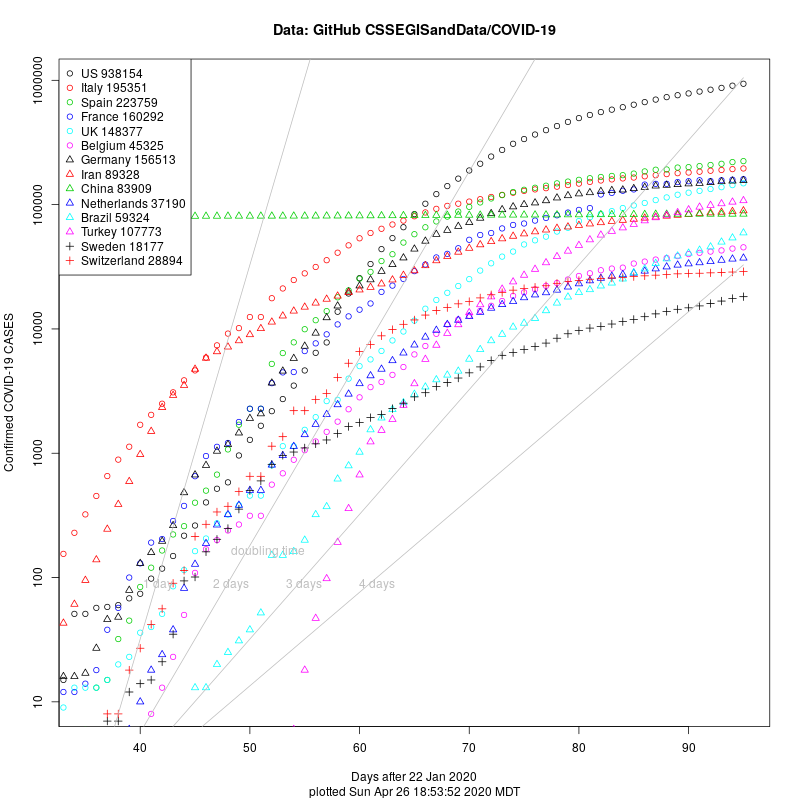 Data: GitHub CSSEGISandData/COVID-19
US 938154
Italy 195351
Spain 223759
France 160292
UK 148377
Belgium 45325
Germany 156513
Iran 89328
China 83909
Netherlands 37190
Brazil 59324
Turkey 107773
Sweden 18177
Switzerland 28894
Confirmed COVID-19 CASES
1000000
100000
10000
1000
100
10
doubling time
1 days
2 days
3 days
4 days
40 50 60 70 80 90
Days after 22 Jan 2020
plotted Sun Apr 26 18:53:52 2020 MDT